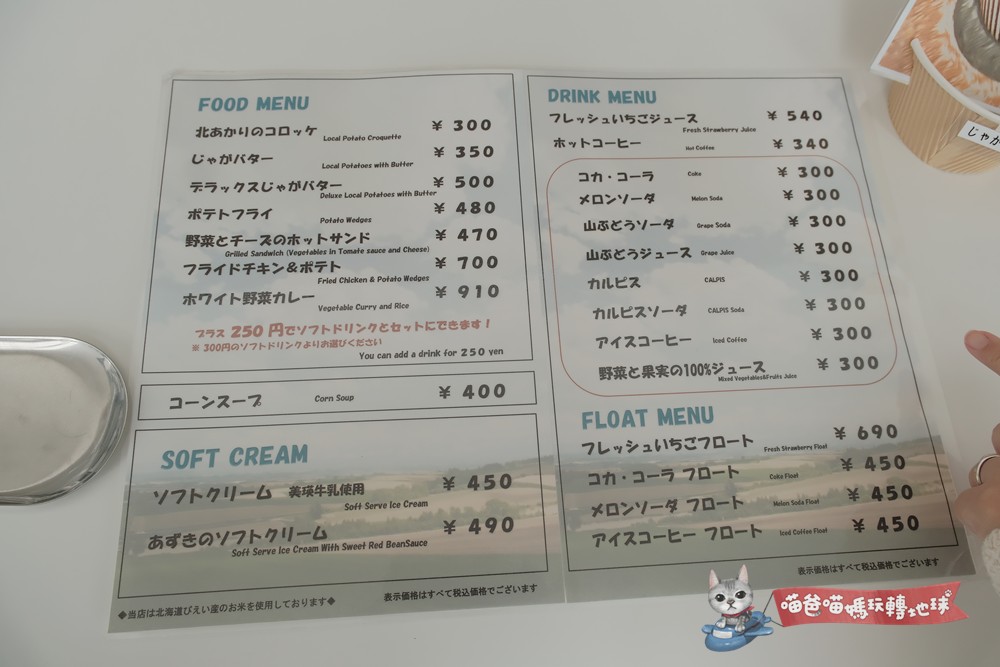 FOOD MENU
北あかりのコロッケ Local Potato Croquette ¥ 300
じゃがバター Local Potatoes with Butter ¥ 350
デラックスじゃがバター Deluxe Local Potatoes with Butter ¥ 500
ポテトフライ Potato Wedges ¥ 480
野菜とチーズのホットサンド ¥ 470
Grilled Sandwich (Vegetables In Tomato sauce and Cheese)
フライドチキン&ポテト Fried Chicken & Potato Wedges ¥ 700
ホワイト野菜カレー Vegetable Curry and Rice ¥ 910
プラス 250 円でソフトドリンクとセットにできます!
※ 300円のソフトドリンクよりお選びください
You can add a drink for 250 yen
コーンスープ Corn Soup ¥ 400
SOFT CREAM
ソフトクリーム 美瑛牛乳使用 ¥ 450
Soft Serve Ice Cream
あずきのソフトクリーム ¥ 490
Soft Serve Ice Cream With Sweet Red BeanSauce
◆当店は北海道びえい産のお米を使用しております◆
表示価格はすべて税込価格でございます
DRINK MENU
フレッシュいちごジュース Fresh Strawberry Juice ¥ 540
ホットコーヒー Hot Coffee ¥ 340
コカ・コーラ Coke ¥ 300
メロンソーダ Melon Soda ¥ 300
山ぶどうソーダ Grape Soda ¥ 300
山ぶどうジュース Grape Juice ¥ 300
カルピス CALPIS ¥ 300
カルピスソーダ CALPIS Soda ¥ 300
アイスコーヒー Iced Coffee ¥ 300
野菜と果実の100%ジュース ¥ 300
Mixed Vegetables&Fruits Juice
FLOAT MENU
フレッシュいちごフロート Fresh Strawberry Float ¥ 690
コカ・コーラ フロート Coke Float ¥ 450
メロンソーダ フロート Melon Soda Float ¥ 450
アイスコーヒー フロート Iced Coffee Float ¥ 450
表示価格はすべて税込価格でございます
じゃが
喵爸喵媽玩轉地球